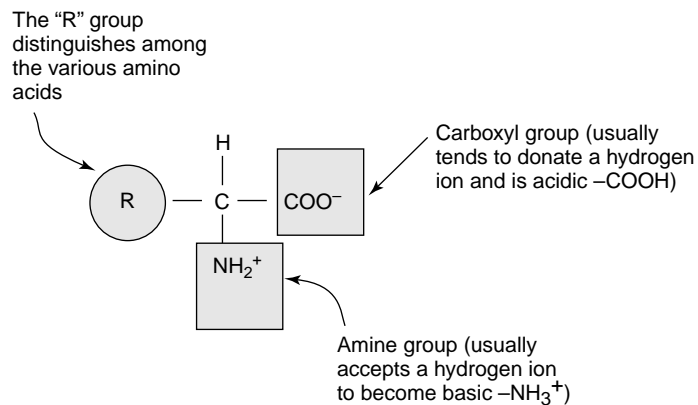 The “R” group
distinguishes among
the various amino
acids
H
Carboxyl group (usually
tends to donate a hydrogen
ion and is acidic –COOH)
R
C
COO⁻
NH₂⁺
Amine group (usually
accepts a hydrogen ion
to become basic –NH₃⁺)